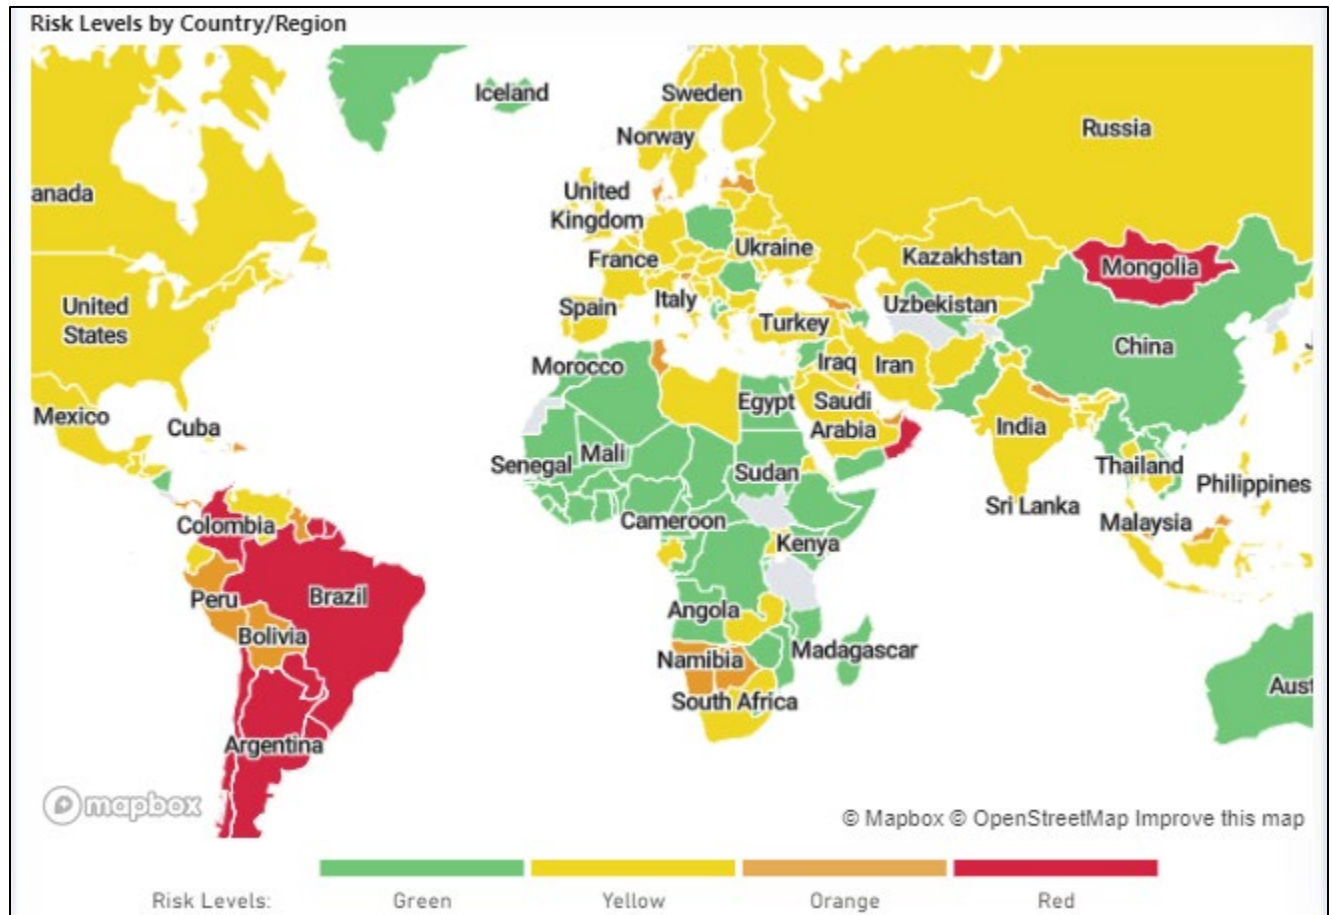 Risk Levels by Country/Region
Iceland
Sweden
Norway
Russia
anada
United
Kingdom
Ukraine
France
Kazakhstan
Mongolia
United
States
Spain
Italy
Uzbekistan
Turkey
China
Morocco
Iraq
Iran
Mexico
Cuba
Egypt
Saudi
Arabia
India
Senegal
Mali
Sudan
Thailand
Philippines
Sri Lanka
Colombia
Cameroon
Malaysia
Kenya
Peru
Brazil
Angola
Bolivia
Namibia
Madagascar
South Africa
Aust
Argentina
mapbox
© Mapbox © OpenStreetMap Improve this map
Risk Levels:
Green
Yellow
Orange
Red